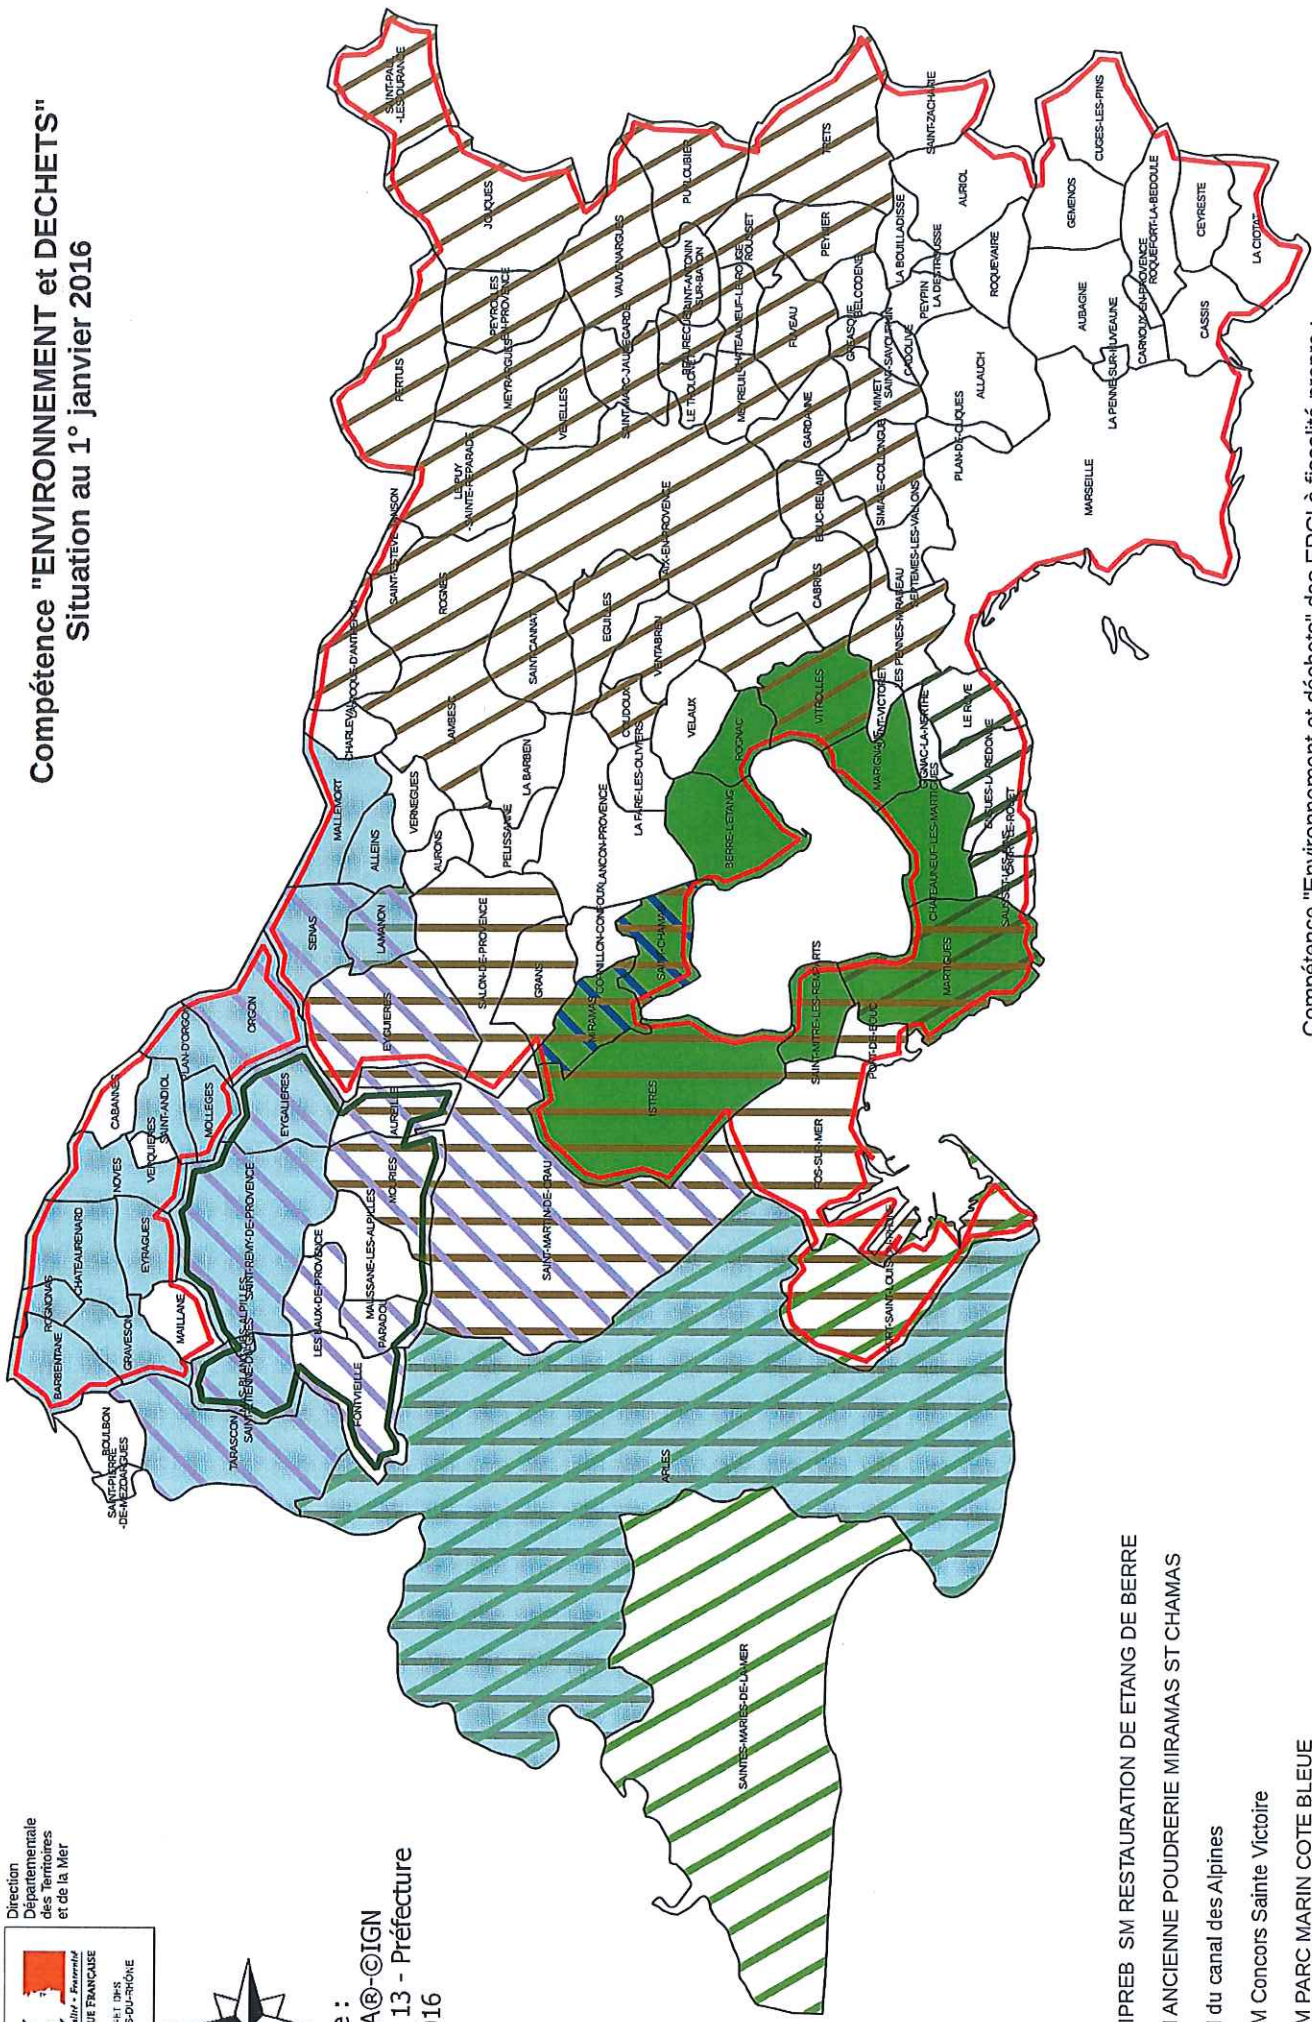 Compétence "ENVIRONNEMENT et DECHETS"
Situation au 1° janvier 2016
Direction
Départementale
des Territoires
et de la Mer
13 - Préfecture
SAINT-PAUL
-LES-DURANCE
JOUQUES
PERTUIS
PEYROLLES
-EN-PROVENCE
MEYRARGUES
VAUVENARGUES
PUYLOUBIER
SAINT-ANTONIN
SUR-BAYON
SAINT-MARC-JAUMEGARDE
BEAURECUEIL
LE THOLONET
CHATEAUNEUF-LE-ROUGE
ROUSSET
MEYREUIL
TRETS
PEYNIER
FUVEAU
BELCODENE
GREASQUE
SAINT-SAVOURNIN
CADOLIVE
MIMET
GARDANNE
SIMIANE-COLLONGUE
BOUC-BEL-AIR
VENELLES
LE PUY
-SAINTE-REPARADE
AIX-EN-PROVENCE
ROGNES
SAINT-CANNAT
EGUILLES
VENTABREN
CABRIES
LES PENNES-MIRABEAU
SEPTEMES-LES-VALLONS
COUDOUX
LAMBESC
VELAUX
LA FARE-LES-OLIVIERS
LA BARBEN
PELISSANNE
AURONS
VERNEGUES
ALLEINS
MALLEMORT
SENAS
LAMANON
EYGUIERES
SALON-DE-PROVENCE
GRANS
LANCON-PROVENCE
CORNILLON-CONFOUX
MIRAMAS
SAINT-CHAMAS
BERRE-L'ETANG
ROGNAC
VITROLLES
MARIGNANE
SAINT-VICTORET
GIGNAC-LA-NERTHE
CHATEAUNEUF-LES-MARTIGUES
LE ROVE
ENSUES-LA-REDONNE
MARTIGUES
SAINT-MITRE-LES-REMPARTS
PORT-DE-BOUC
ISTRES
FOS-SUR-MER
PORT-SAINT-LOUIS-DU-RHONE
SAINT-MARTIN-DE-CRAU
ARLES
SAINTES-MARIES-DE-LA-MER
SAINT-ZACHARIE
AURIOL
LA BOUILLADISSE
LA DESTROUSSE
PEYPIN
ROQUEVAIRE
CUGES-LES-PINS
GEMENOS
AUBAGNE
ROQUEFORT-LA-BEDOULE
CARNOUX-EN-PROVENCE
CEYRESTE
LA CIOTAT
CASSIS
LA PENNE-SUR-HUVEAUNE
ALLAUCH
PLAN-DE-CUQUES
MARSEILLE
ORGON
PLAN-D'ORGON
CABANNES
SAINT-ANDIOL
VERQUIERES
MOLLEGES
NOVES
EYGALIERES
CHATEAURENARD
EYRAGUES
ROGNONAS
BARBENTANE
GRAVESON
MAILLANE
SAINT-REMY-DE-PROVENCE
TARASCON
BOULBON
SAINT-PIERRE
-DE-MEZOARGUES
LES BAUX-DE-PROVENCE
MAUSSANE-LES-ALPILLES
PARADOU
FONTVIEILLE
MOURIES
AUREILLE
IPREB SM RESTAURATION DE ETANG DE BERRE
ANCIENNE POUDRERIE MIRAMAS ST CHAMAS
du canal des Alpines
M Concors Sainte Victoire
M PARC MARIN COTE BLEUE